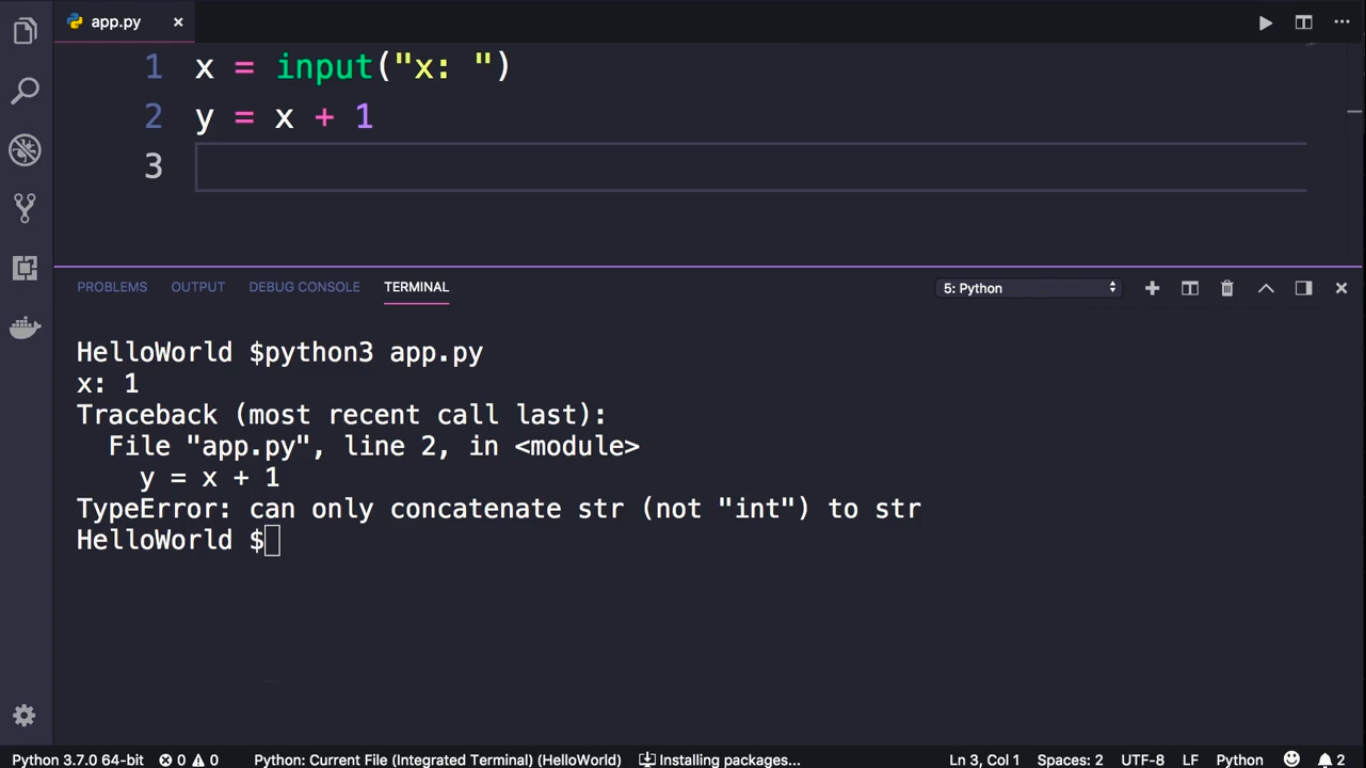 app.py
1 x = input("x: ")
2 y = x + 1
3
PROBLEMS OUTPUT DEBUG CONSOLE TERMINAL 5: Python
HelloWorld $python3 app.py
x: 1
Traceback (most recent call last):
  File "app.py", line 2, in <module>
    y = x + 1
TypeError: can only concatenate str (not "int") to str
HelloWorld $
Python 3.7.0 64-bit 0 0 Python: Current File (Integrated Terminal) (HelloWorld) Installing packages... Ln 3, Col 1 Spaces: 2 UTF-8 LF Python 2